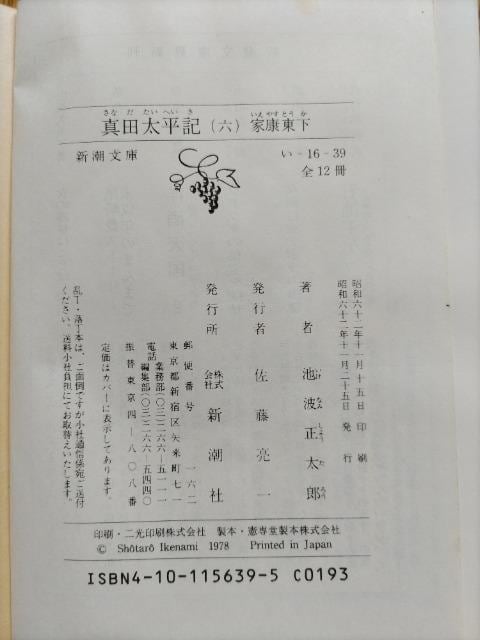 さなだたいへいき いえやすとうか
真田太平記(六) 家康東下
新潮文庫 い-16-39
全12冊
昭和六十二年十一月十五日 印刷
昭和六十二年十一月二十五日 発行
著者 池波正太郎
いけなみしょうたろう
発行者 佐藤亮一
発行所 株式会社 新潮社
郵便番号 一六二
東京都新宿区矢来町七一
電話 業務部(〇三)二六六―五一一一
編集部(〇三)二六六―五四四〇
振替東京四―八〇八番
定価はカバーに表示してあります。
乱丁・落丁本は、ご面倒ですが小社通信係宛ご送付
ください。送料小社負担にてお取替えいたします。
印刷・二光印刷株式会社 製本・憲専堂製本株式会社
© Shôtarô Ikenami 1978 Printed in Japan
ISBN4-10-115639-5 C0193